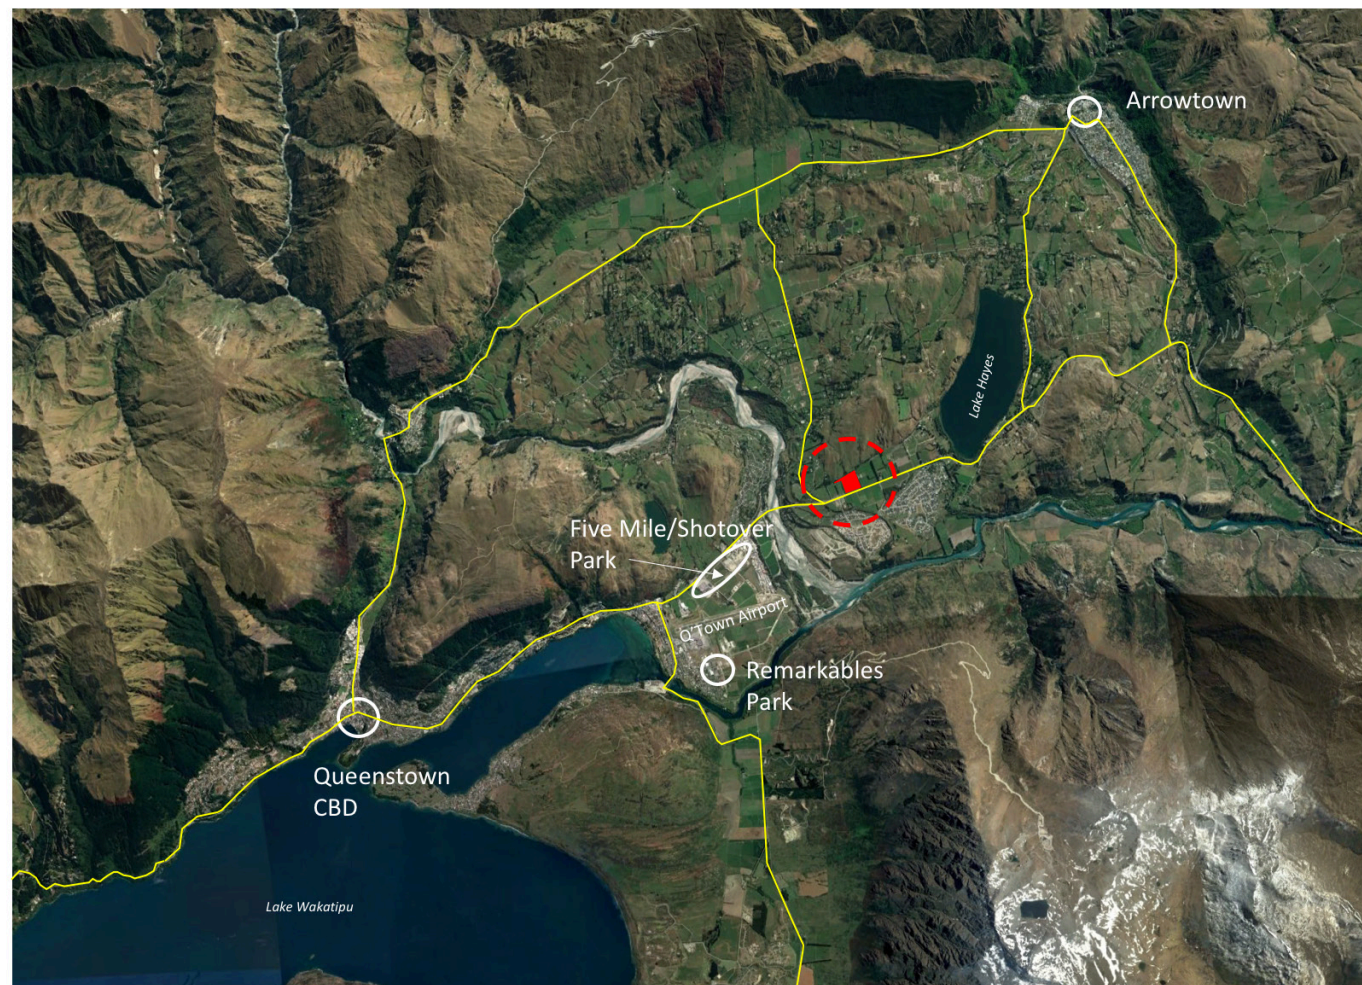 Arrowtown
Lake Hayes
Five Mile/Shotover
Park
Q'Town Airport
Remarkables
Park
Queenstown
CBD
Lake Wakatipu